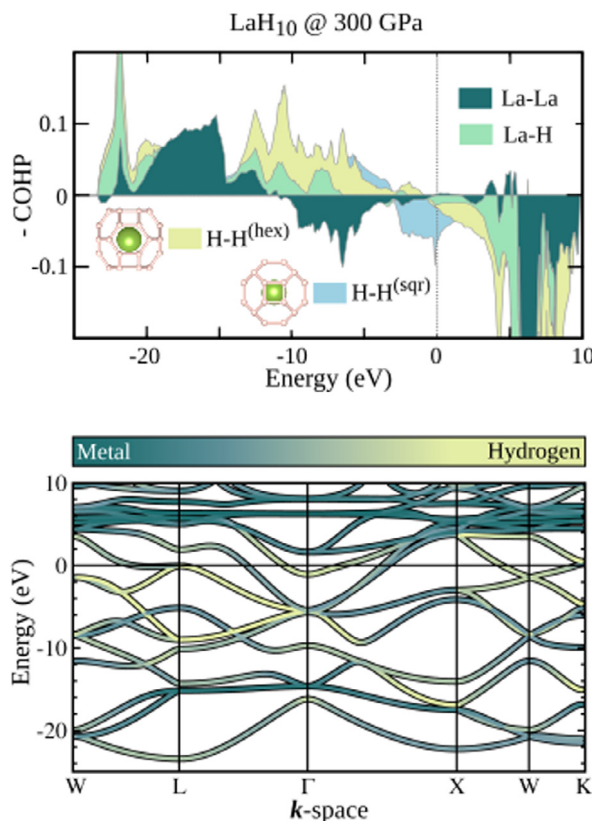 LaH10 @ 300 GPa
0.1
0
-0.1
- COHP
La-La
La-H
H-H(hex)
H-H(sqr)
-20
-10
0
10
Energy (eV)
Metal
Hydrogen
10
0
-10
-20
Energy (eV)
W
L
Γ
X
W
K
k-space